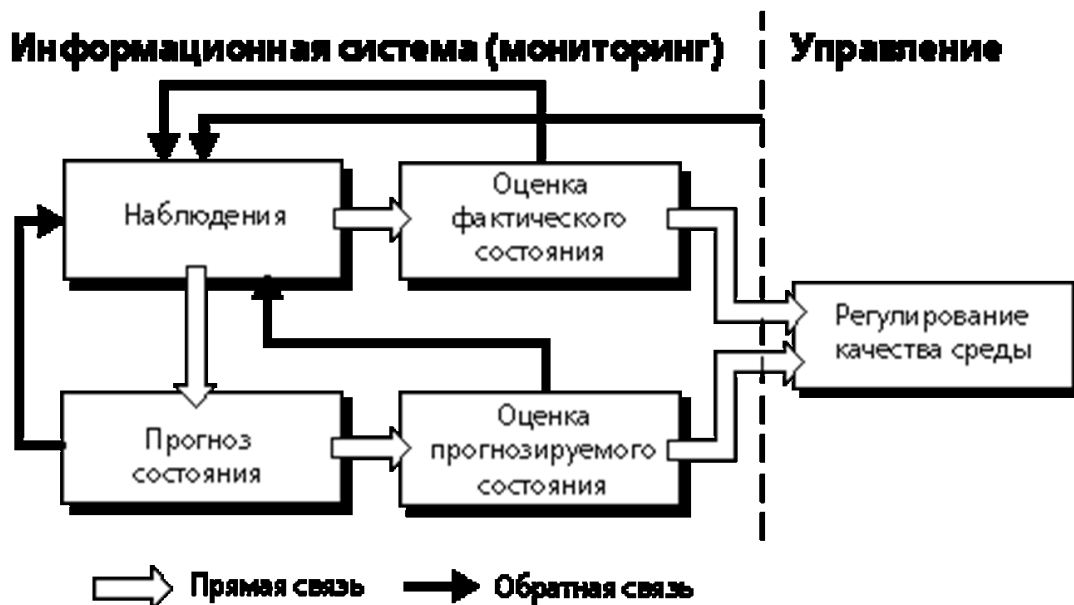 Информационная система (мониторинг)
Управление
Наблюдения
Оценка
фактического
состояния
Регулирование
качества среды
Прогноз
состояния
Оценка
прогнозируемого
состояния
Прямая связь
Обратная связь